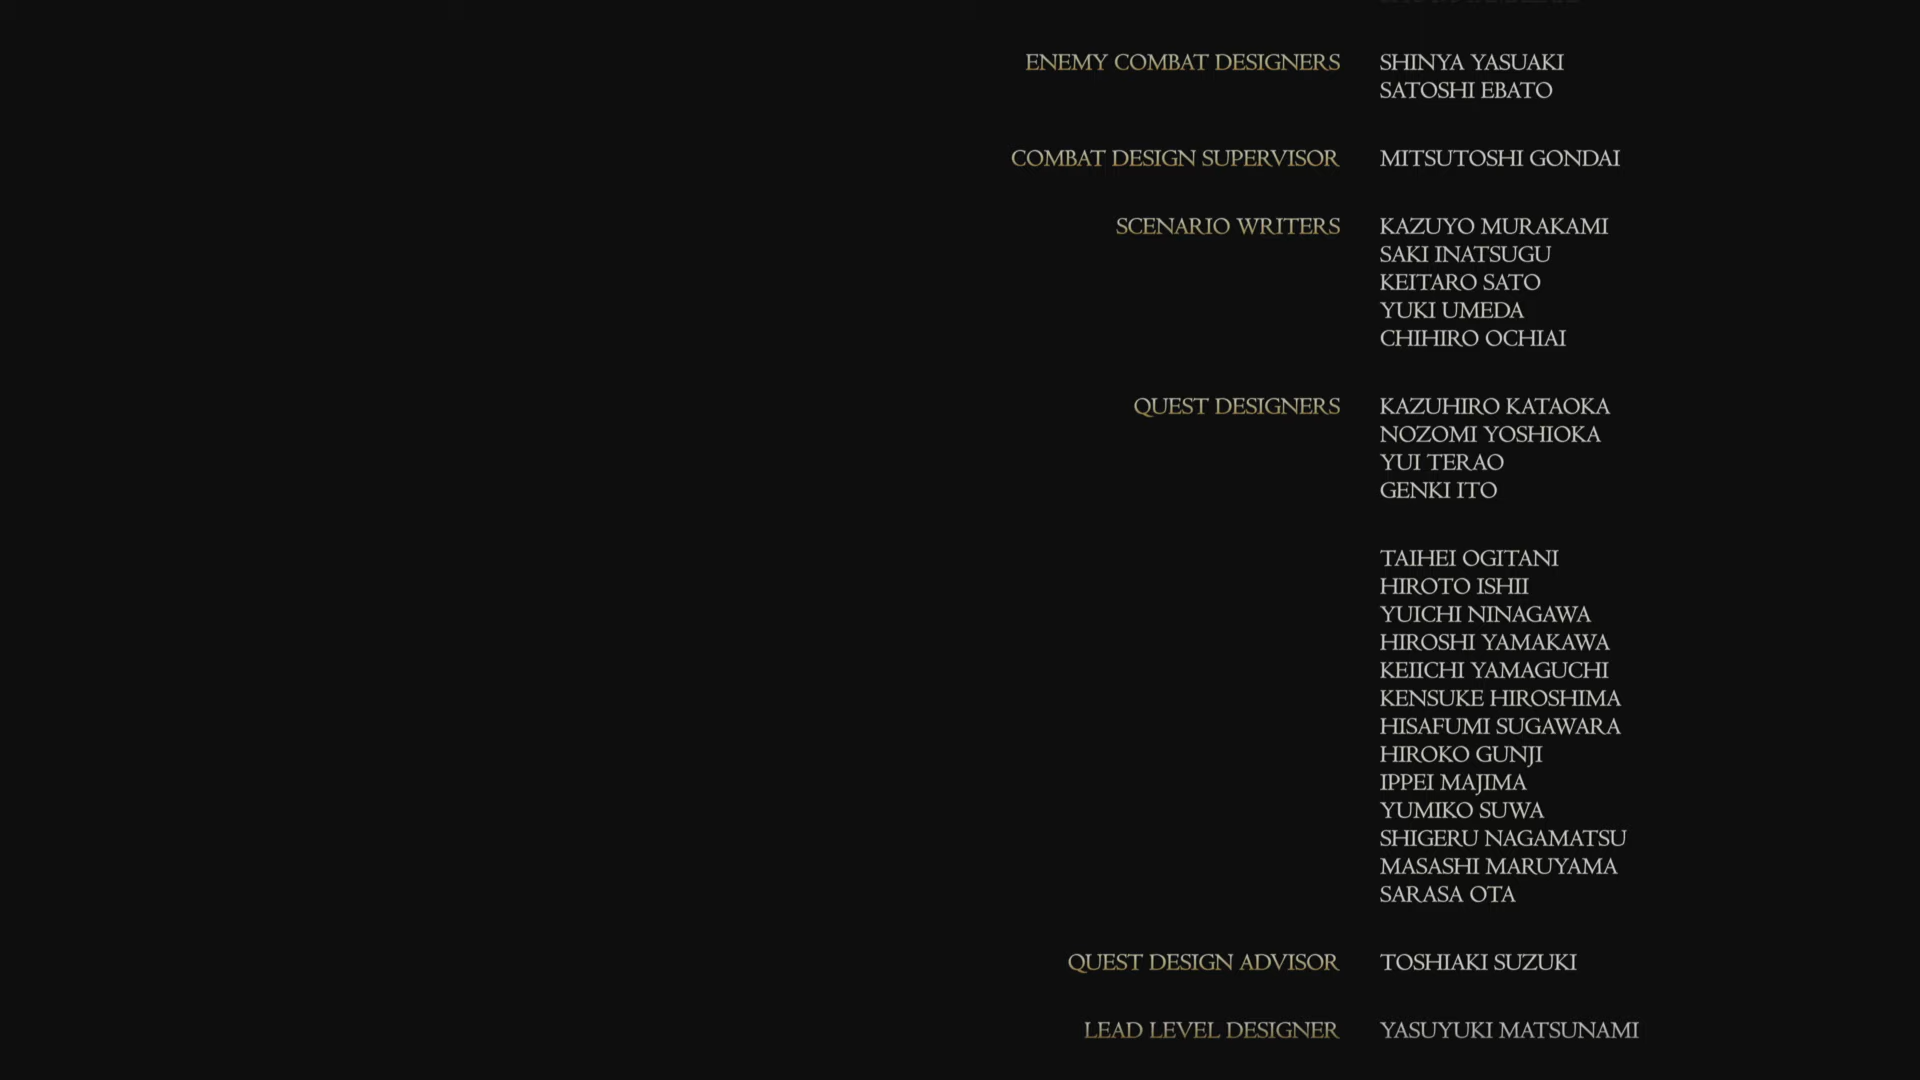 ENEMY COMBAT DESIGNERS SHINYA YASUAKI
SATOSHI EBATO
COMBAT DESIGN SUPERVISOR MITSUTOSHI GONDAI
SCENARIO WRITERS KAZUYO MURAKAMI
SAKI INATSUGU
KEITARO SATO
YUKI UMEDA
CHIHIRO OCHIAI
QUEST DESIGNERS KAZUHIRO KATAOKA
NOZOMI YOSHIOKA
YUI TERAO
GENKI ITO
TAIHEI OGITANI
HIROTO ISHII
YUICHI NINAGAWA
HIROSHI YAMAKAWA
KEIICHI YAMAGUCHI
KENSUKE HIROSHIMA
HISAFUMI SUGAWARA
HIROKO GUNJI
IPPEI MAJIMA
YUMIKO SUWA
SHIGERU NAGAMATSU
MASASHI MARUYAMA
SARASA OTA
QUEST DESIGN ADVISOR TOSHIAKI SUZUKI
LEAD LEVEL DESIGNER YASUYUKI MATSUNAMI